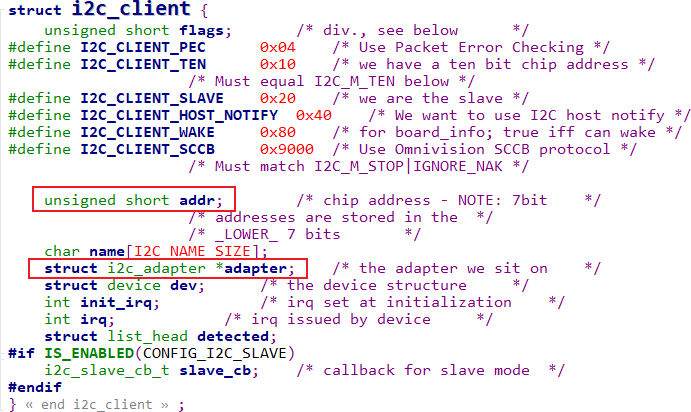 struct i2c_client {
unsigned short flags; /* div., see below */
#define I2C_CLIENT_PEC 0x04 /* Use Packet Error Checking */
#define I2C_CLIENT_TEN 0x10 /* we have a ten bit chip address */
/* Must equal I2C_M_TEN below */
#define I2C_CLIENT_SLAVE 0x20 /* we are the slave */
#define I2C_CLIENT_HOST_NOTIFY 0x40 /* We want to use I2C host notify */
#define I2C_CLIENT_WAKE 0x80 /* for board_info; true iff can wake */
#define I2C_CLIENT_SCCB 0x9000 /* Use Omnivision SCCB protocol */
/* Must match I2C_M_STOP|IGNORE_NAK */
unsigned short addr; /* chip address - NOTE: 7bit */
/* addresses are stored in the */
/* _LOWER_ 7 bits */
char name[I2C_NAME_SIZE];
struct i2c_adapter *adapter; /* the adapter we sit on */
struct device dev; /* the device structure */
int init_irq; /* irq set at initialization */
int irq; /* irq issued by device */
struct list_head detected;
#if IS_ENABLED(CONFIG_I2C_SLAVE)
i2c_slave_cb_t slave_cb; /* callback for slave mode */
#endif
} « end i2c_client » ;